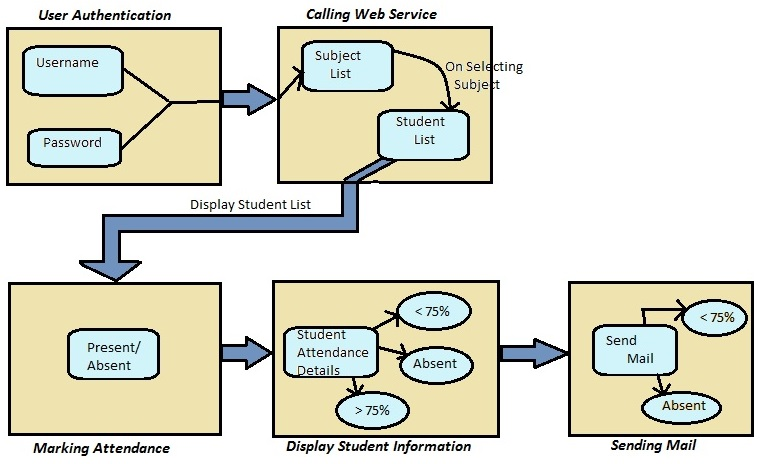 User Authentication
Calling Web Service
Username
Password
Subject
List
On Selecting
Subject
Student
List
Display Student List
Present/
Absent
Student
Attendance
Details
< 75%
Absent
> 75%
Send
Mail
< 75%
Absent
Marking Attendance
Display Student Information
Sending Mail